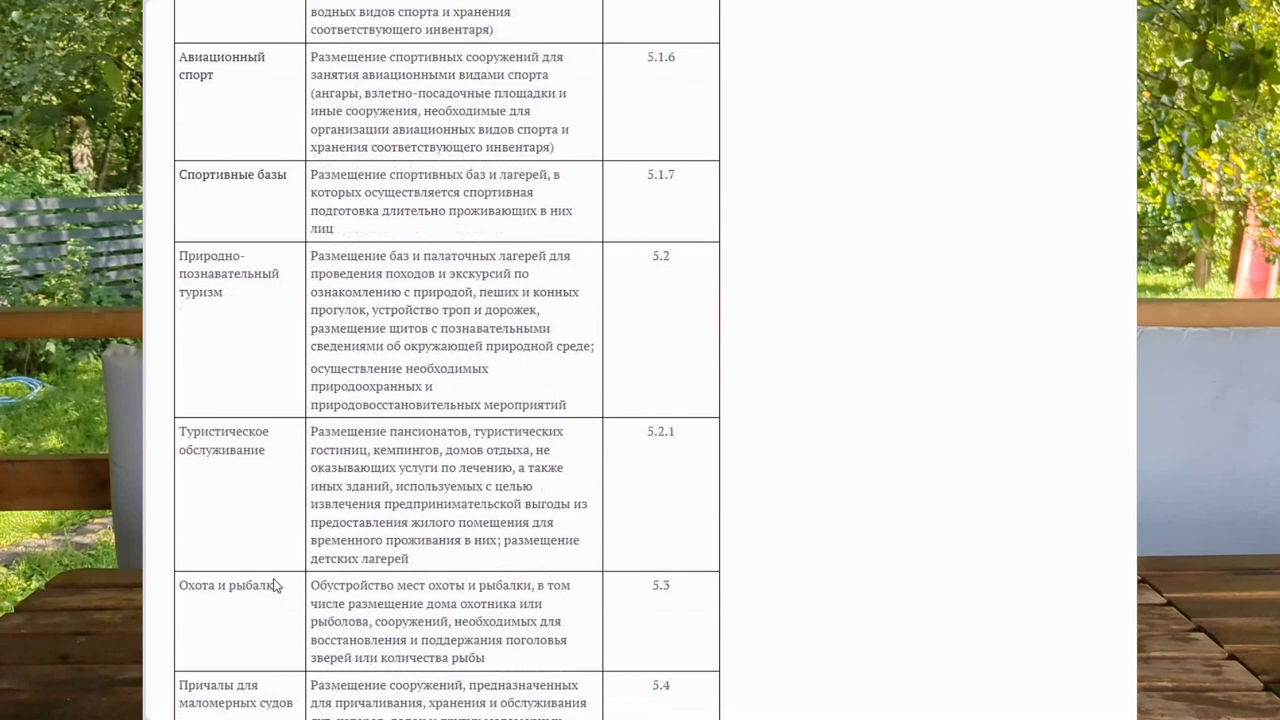 водных видов спорта и хранения
соответствующего инвентаря)
Авиационный
спорт
Размещение спортивных сооружений для
занятия авиационными видами спорта
(ангары, взлетно-посадочные площадки и
иные сооружения, необходимые для
организации авиационных видов спорта и
хранения соответствующего инвентаря)
5.1.6
Спортивные базы
Размещение спортивных баз и лагерей, в
которых осуществляется спортивная
подготовка длительно проживающих в них
лиц
5.1.7
Природно-
познавательный
туризм
Размещение баз и палаточных лагерей для
проведения походов и экскурсий по
ознакомлению с природой, пеших и конных
прогулок, устройство троп и дорожек,
размещение щитов с познавательными
сведениями об окружающей природной среде;
осуществление необходимых
природоохранных и
природовосстановительных мероприятий
5.2
Туристическое
обслуживание
Размещение пансионатов, туристических
гостиниц, кемпингов, домов отдыха, не
оказывающих услуги по лечению, а также
иных зданий, используемых с целью
извлечения предпринимательской выгоды из
предоставления жилого помещения для
временного проживания в них; размещение
детских лагерей
5.2.1
Охота и рыбалка
Обустройство мест охоты и рыбалки, в том
числе размещение дома охотника или
рыболова, сооружений, необходимых для
восстановления и поддержания поголовья
зверей или количества рыбы
5.3
Причалы для
маломерных судов
Размещение сооружений, предназначенных
для причаливания, хранения и обслуживания
5.4